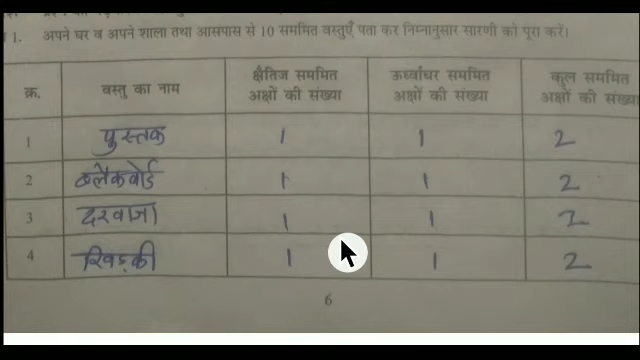 1. अपने घर व अपने शाला तथा आसपास से 10 सममित वस्तुएँ पता कर निम्नानुसार सारणी को पूरा करें।
क्र. वस्तु का नाम क्षैतिज सममित अक्षों की संख्या ऊर्ध्वाधर सममित अक्षों की संख्या कुल सममित अक्षों की संख्या
1 पुस्तक 1 1 2
2 ब्लैकबोर्ड 1 1 2
3 दरवाजा 1 1 2
4 खिड़की 1 1 2
6